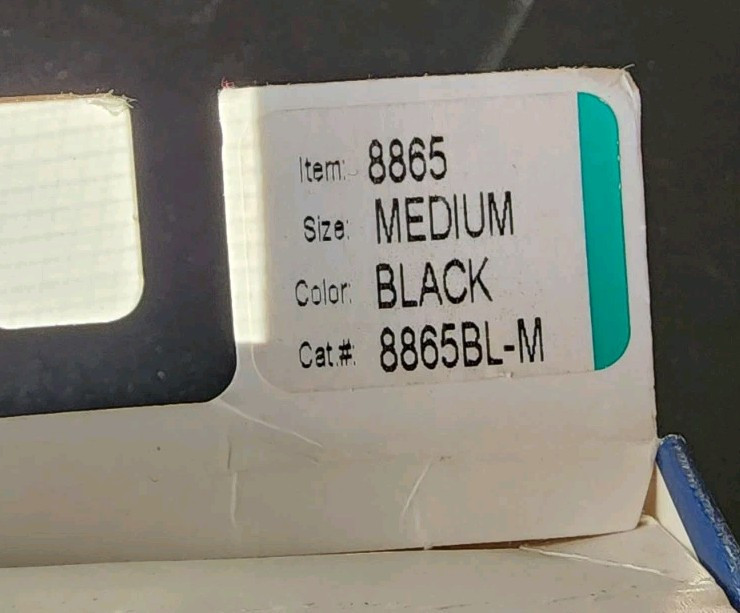 Item: 8865
Size: MEDIUM
Color: BLACK
Cat.#: 8865BL-M